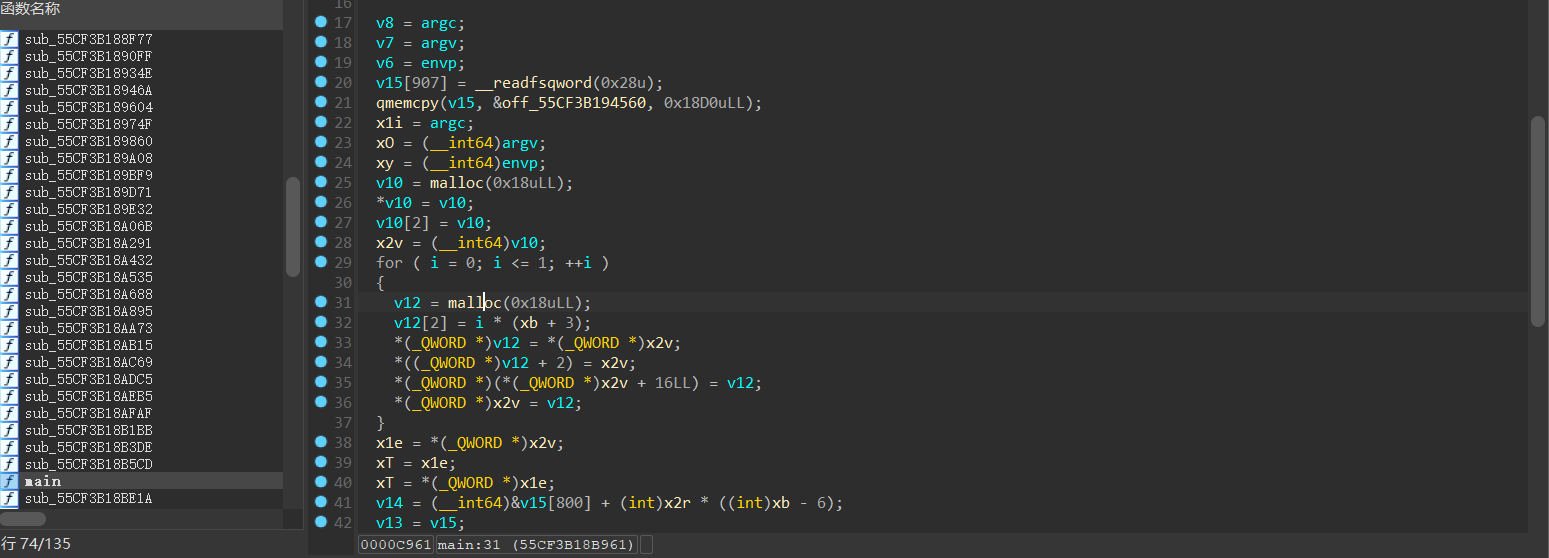 函数名称
sub_55CF3B188F77
sub_55CF3B1890FF
sub_55CF3B18934E
sub_55CF3B18946A
sub_55CF3B189604
sub_55CF3B18974F
sub_55CF3B189860
sub_55CF3B189A08
sub_55CF3B189BF9
sub_55CF3B189D71
sub_55CF3B189E32
sub_55CF3B18A06B
sub_55CF3B18A291
sub_55CF3B18A432
sub_55CF3B18A535
sub_55CF3B18A688
sub_55CF3B18A895
sub_55CF3B18AA73
sub_55CF3B18AB15
sub_55CF3B18AC69
sub_55CF3B18ADC5
sub_55CF3B18AEB5
sub_55CF3B18AFAF
sub_55CF3B18B1BB
sub_55CF3B18B3DE
sub_55CF3B18B5CD
main
sub_55CF3B18BE1A
行 74/135
16
17 v8 = argc;
18 v7 = argv;
19 v6 = envp;
20 v15[907] = __readfsqword(0x28u);
21 qmemcpy(v15, &off_55CF3B194560, 0x18D0uLL);
22 x1i = argc;
23 xO = (__int64)argv;
24 xy = (__int64)envp;
25 v10 = malloc(0x18uLL);
26 *v10 = v10;
27 v10[2] = v10;
28 x2v = (__int64)v10;
29 for ( i = 0; i <= 1; ++i )
30 {
31 v12 = malloc(0x18uLL);
32 v12[2] = i * (xb + 3);
33 *(_QWORD *)v12 = *(_QWORD *)x2v;
34 *((_QWORD *)v12 + 2) = x2v;
35 *(_QWORD *)(*(_QWORD *)x2v + 16LL) = v12;
36 *(_QWORD *)x2v = v12;
37 }
38 x1e = *(_QWORD *)x2v;
39 xT = x1e;
40 xT = *(_QWORD *)x1e;
41 v14 = (__int64)&v15[800] + (int)x2r * ((int)xb - 6);
42 v13 = v15;
0000C961 main:31 (55CF3B18B961)